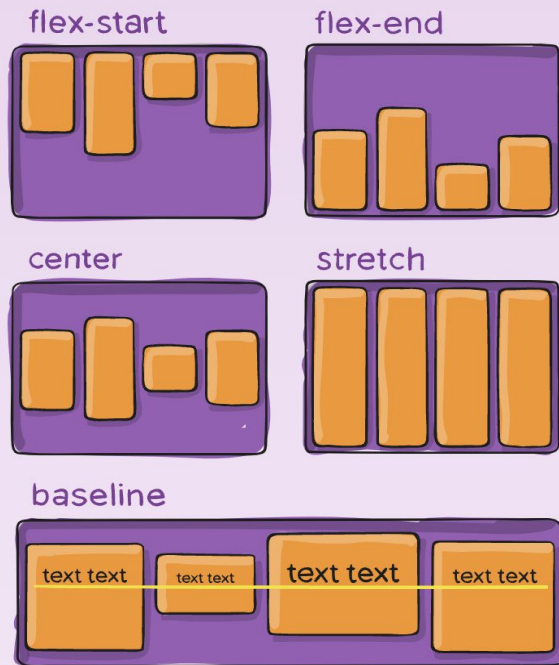 flex-start
flex-end
center
stretch
baseline
text text
text text
text text
text text